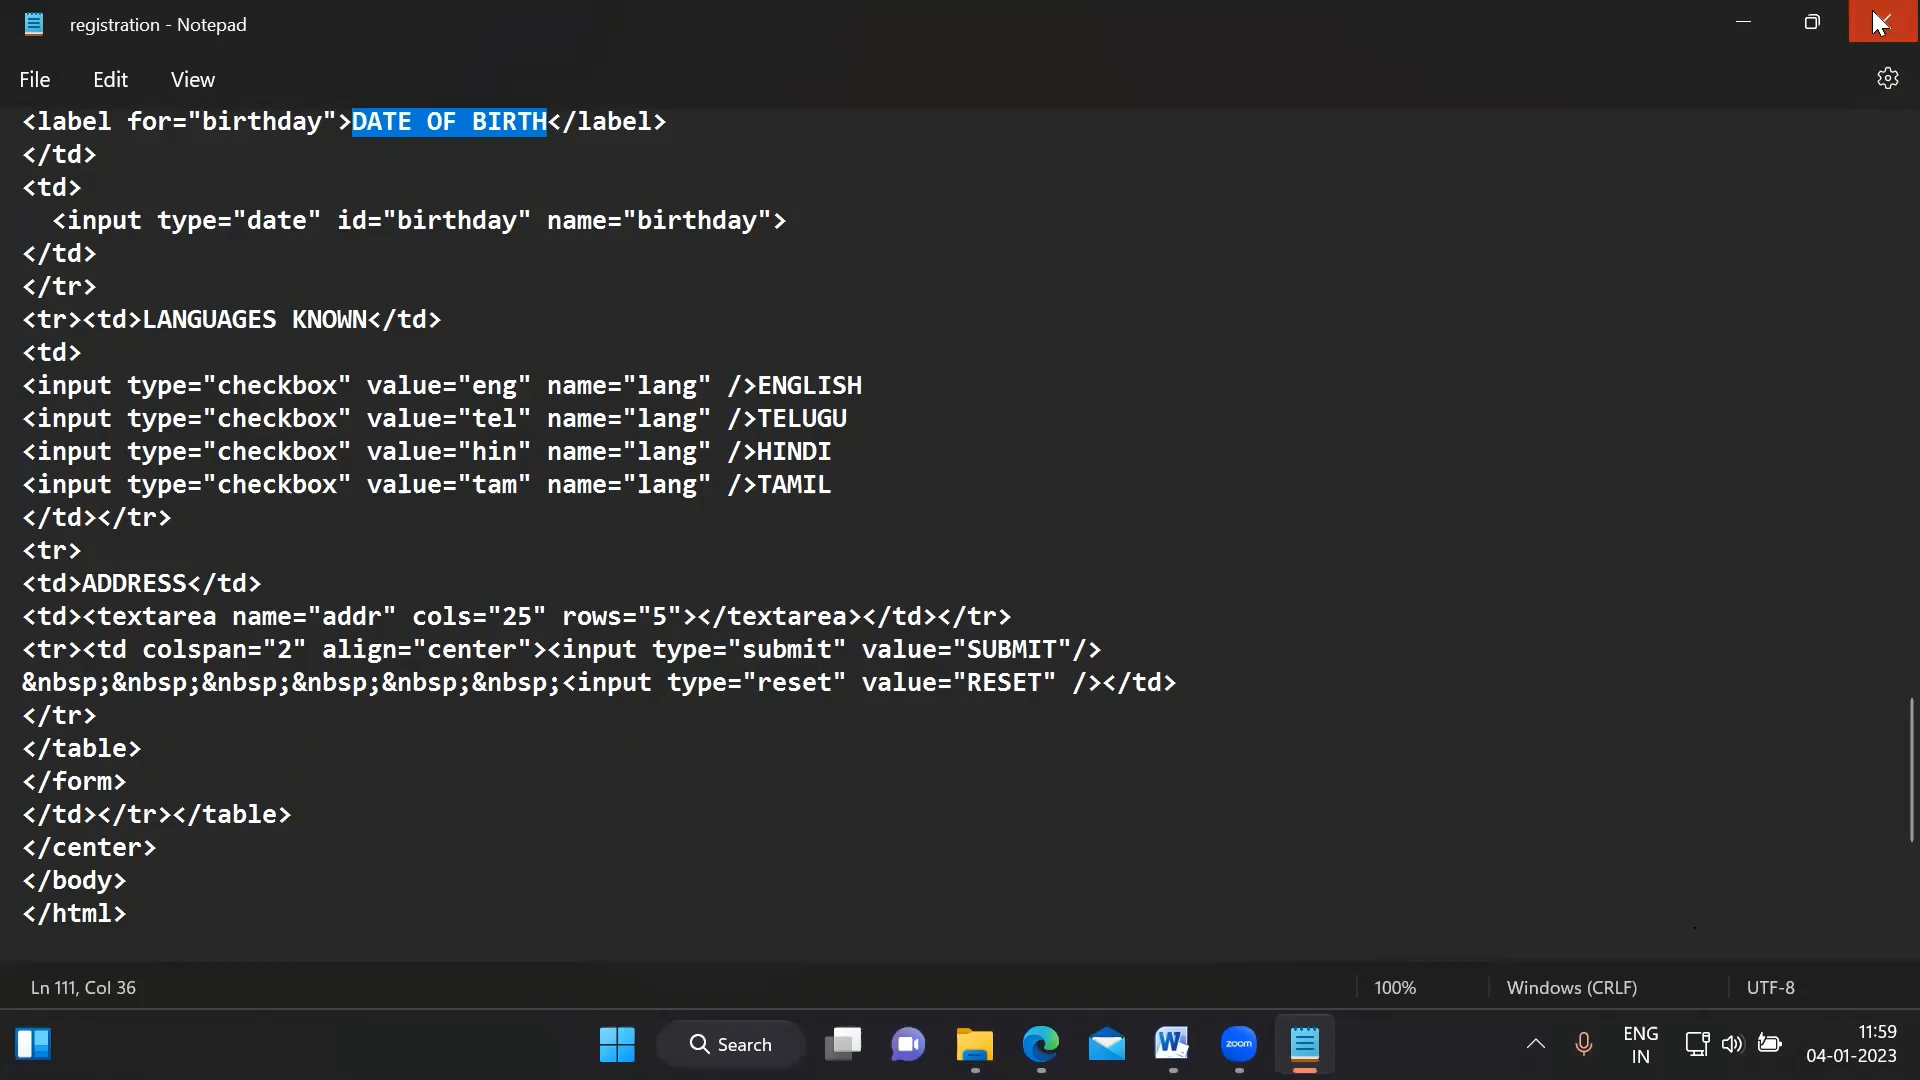 registration - Notepad
File Edit View
<label for="birthday">DATE OF BIRTH</label>
</td>
<td>
  <input type="date" id="birthday" name="birthday">
</td>
</tr>
<tr><td>LANGUAGES KNOWN</td>
<td>
<input type="checkbox" value="eng" name="lang" />ENGLISH
<input type="checkbox" value="tel" name="lang" />TELUGU
<input type="checkbox" value="hin" name="lang" />HINDI
<input type="checkbox" value="tam" name="lang" />TAMIL
</td></tr>
<tr>
<td>ADDRESS</td>
<td><textarea name="addr" cols="25" rows="5"></textarea></td></tr>
<tr><td colspan="2" align="center"><input type="submit" value="SUBMIT"/>
&nbsp;&nbsp;&nbsp;&nbsp;&nbsp;&nbsp;<input type="reset" value="RESET" /></td>
</tr>
</table>
</form>
</td></tr></table>
</center>
</body>
</html>
Ln 111, Col 36 100% Windows (CRLF) UTF-8
Search W zoom ENG 11:59
IN 04-01-2023